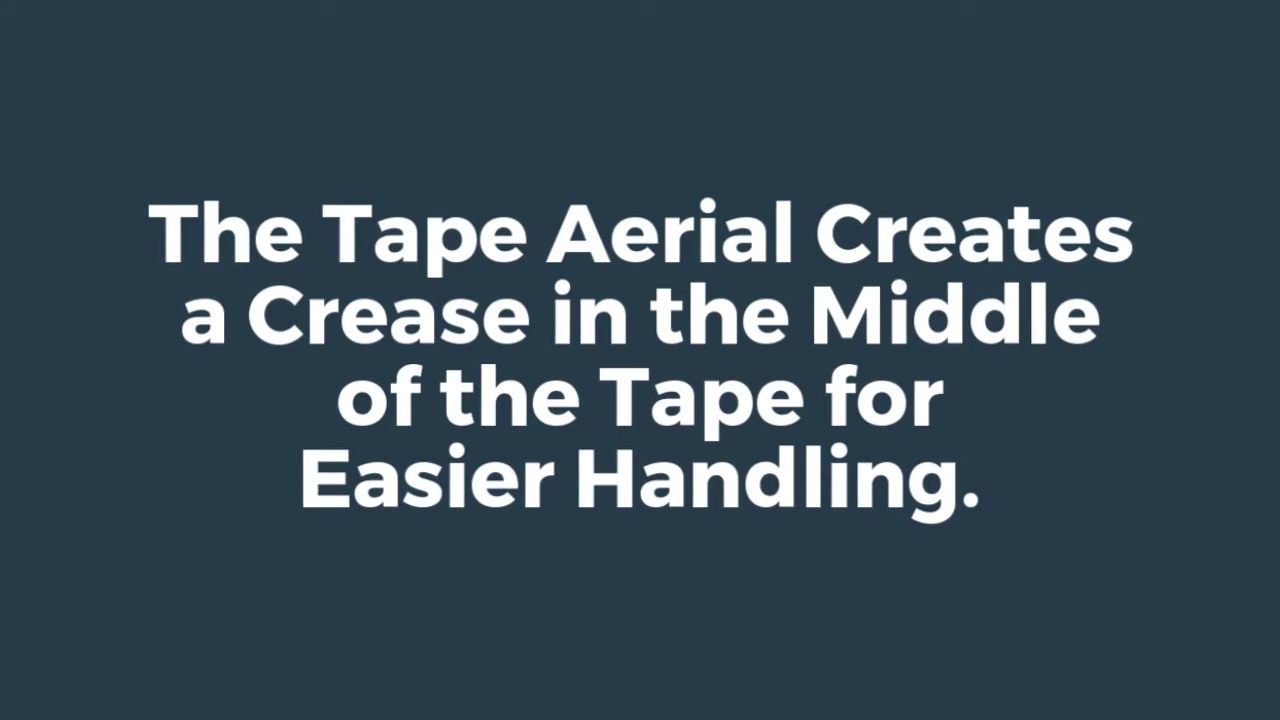 The Tape Aerial Creates
a Crease in the Middle
of the Tape for
Easier Handling.